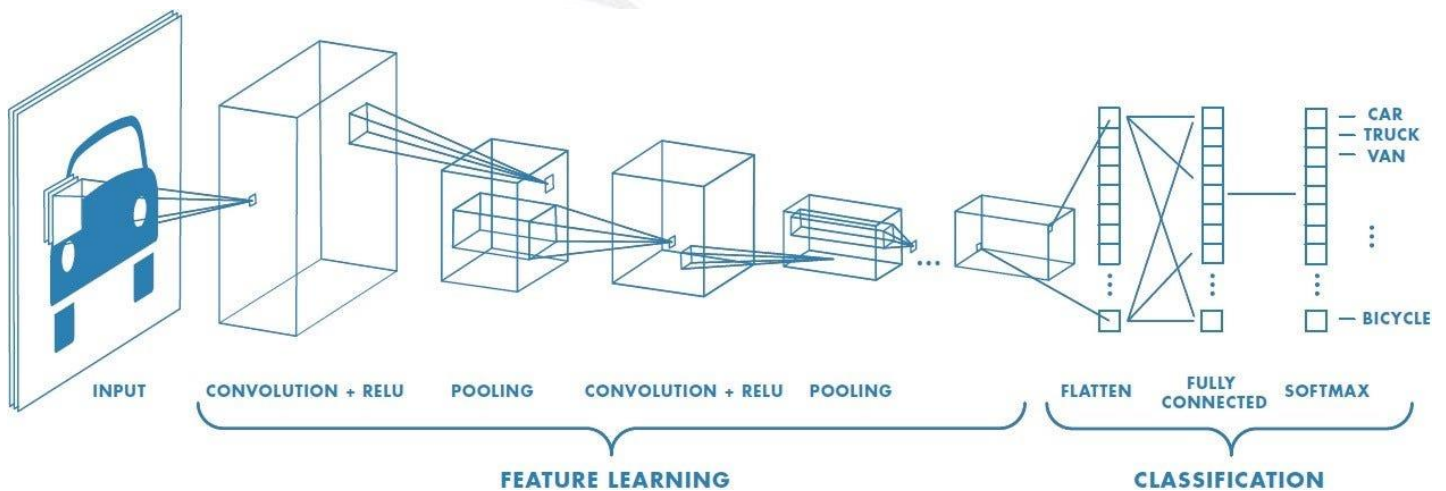 CAR
TRUCK
VAN
BICYCLE
INPUT
CONVOLUTION + RELU
POOLING
CONVOLUTION + RELU
POOLING
FLATTEN
FULLY
CONNECTED
SOFTMAX
FEATURE LEARNING
CLASSIFICATION